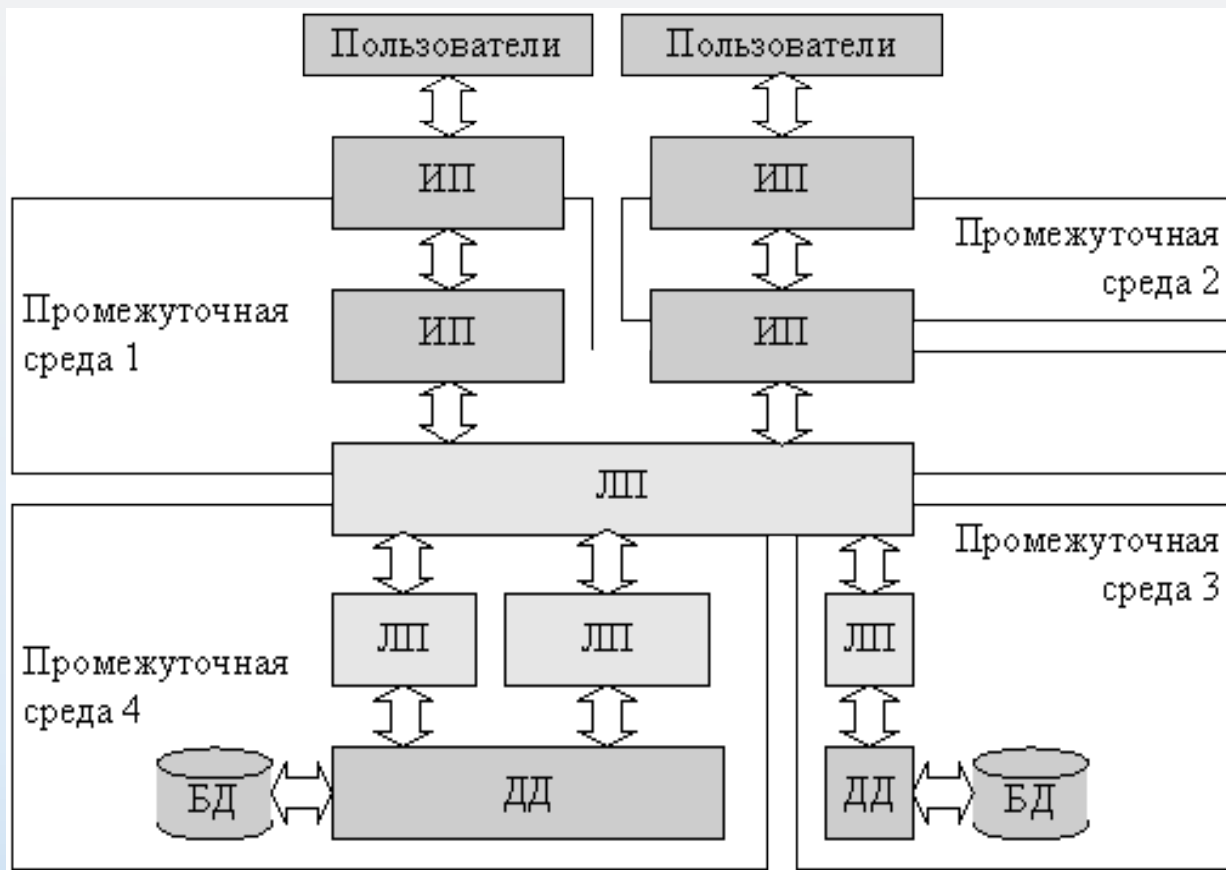 Пользователи
Пользователи
ИП
ИП
Промежуточная
среда 2
Промежуточная
среда 1
ИП
ИП
ЛП
Промежуточная
среда 3
ЛП
ЛП
ЛП
Промежуточная
среда 4
БД
ДД
ДД
БД